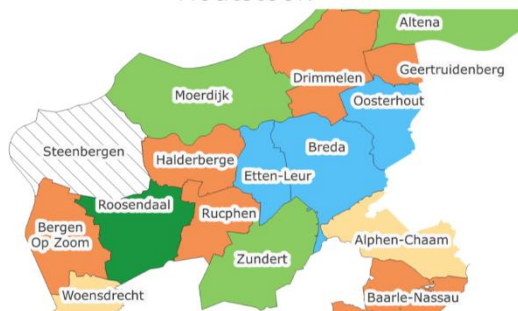 Altena
Drimmelen
Geertruidenberg
Moerdijk
Oosterhout
Steenbergen
Halderberge
Breda
Etten-Leur
Roosendaal
Rucphen
Bergen
Op Zoom
Alphen-Chaam
Zundert
Woensdrecht
Baarle-Nassau